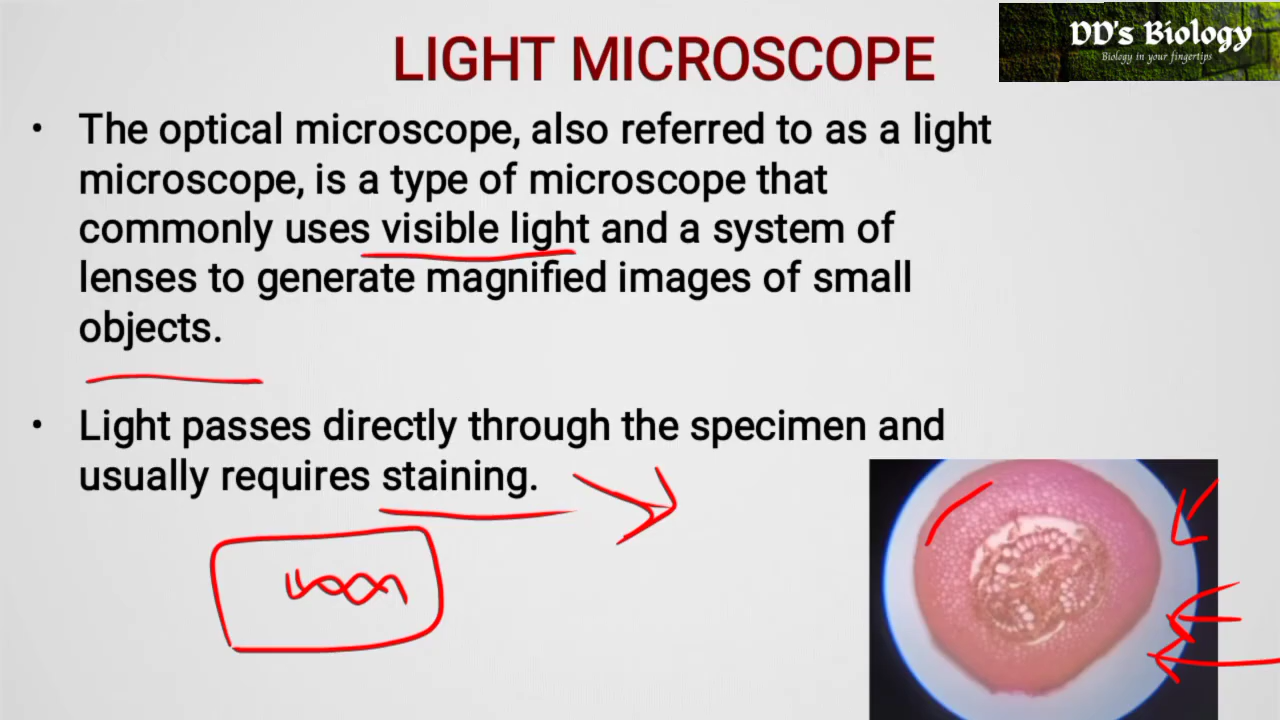 LIGHT MICROSCOPE
DD's Biology
Biology in your fingertips
• The optical microscope, also referred to as a light
microscope, is a type of microscope that
commonly uses visible light and a system of
lenses to generate magnified images of small
objects.
• Light passes directly through the specimen and
usually requires staining.